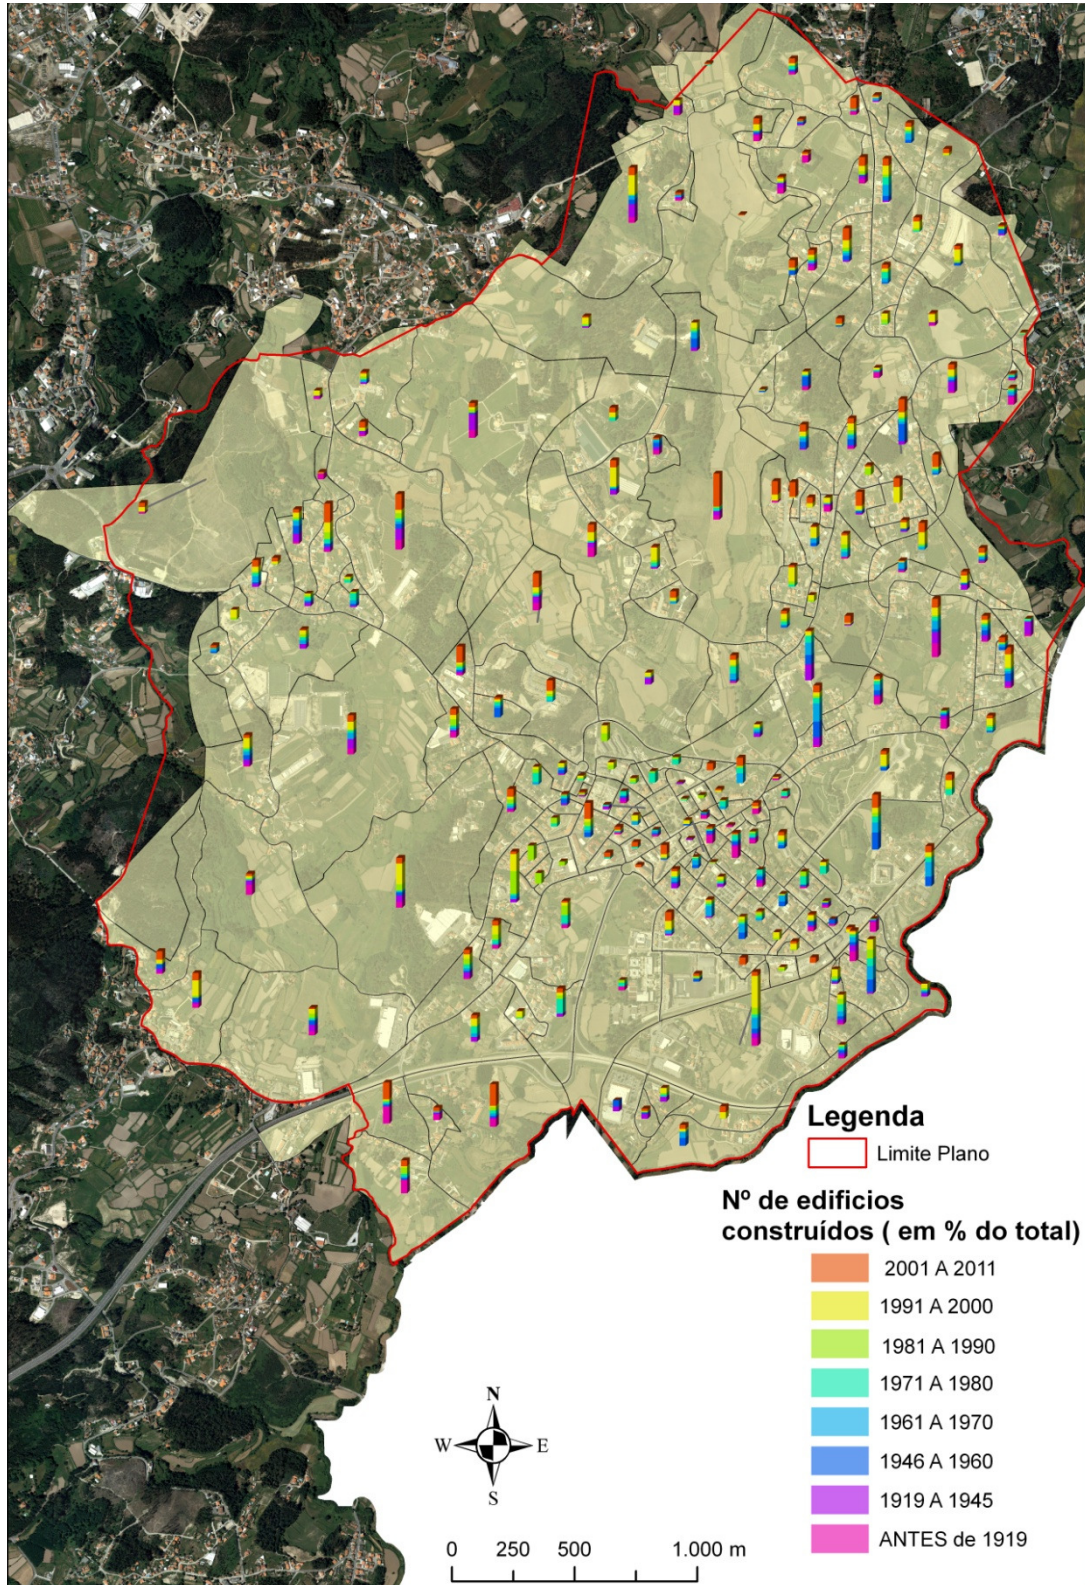 Legenda
Limite Plano
Nº de edificios
construídos ( em % do total)
2001 A 2011
1991 A 2000
1981 A 1990
1971 A 1980
1961 A 1970
1946 A 1960
1919 A 1945
ANTES de 1919
N
W E
S
0 250 500 1.000 m